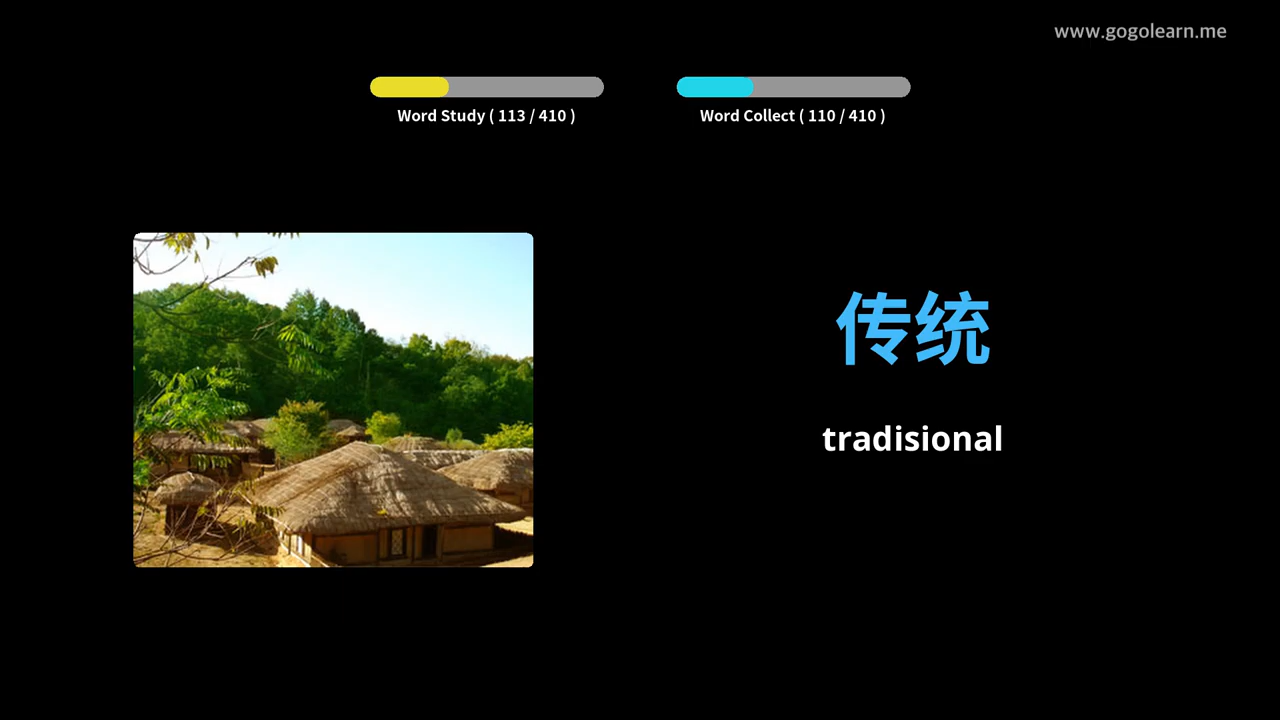 www.gogolearn.me
Word Study ( 113 / 410 )
Word Collect ( 110 / 410 )
传统
tradisional